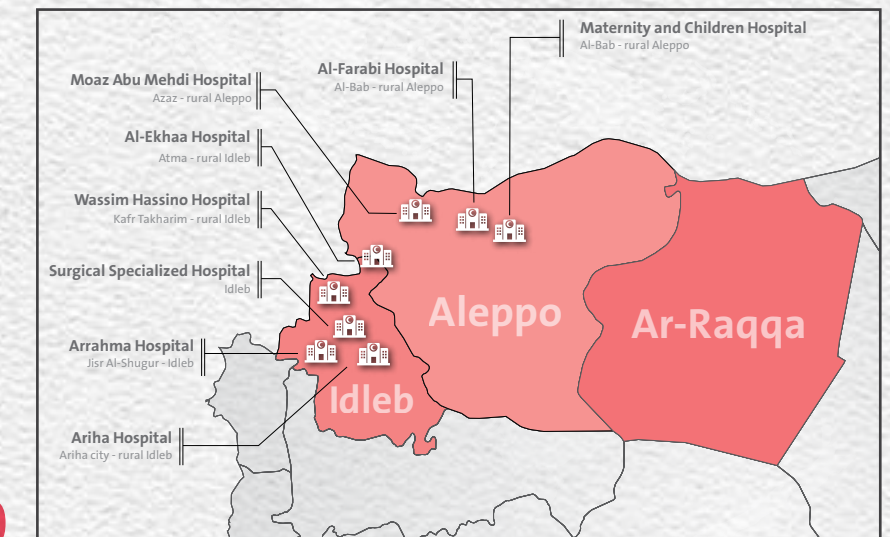 Maternity and Children Hospital
Al-Bab - rural Aleppo
Al-Farabi Hospital
Al-Bab - rural Aleppo
Moaz Abu Mehdi Hospital
Azaz - rural Aleppo
Al-Ekhaa Hospital
Atma - rural Idleb
Wassim Hassino Hospital
Kafr Takharim - rural Idleb
Surgical Specialized Hospital
Idleb
Arrahma Hospital
Jisr Al-Shugur - Idleb
Ariha Hospital
Ariha city - rural Idleb
Aleppo
Ar-Raqqa
Idleb